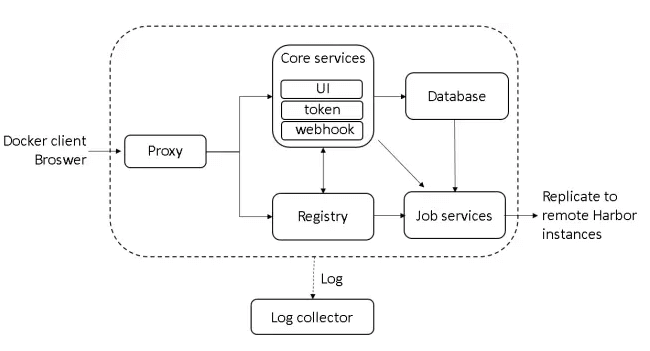 Core services
UI
token
webhook
Database
Docker client
Broswer
Proxy
Registry
Job services
Replicate to
remote Harbor
instances
Log
Log collector